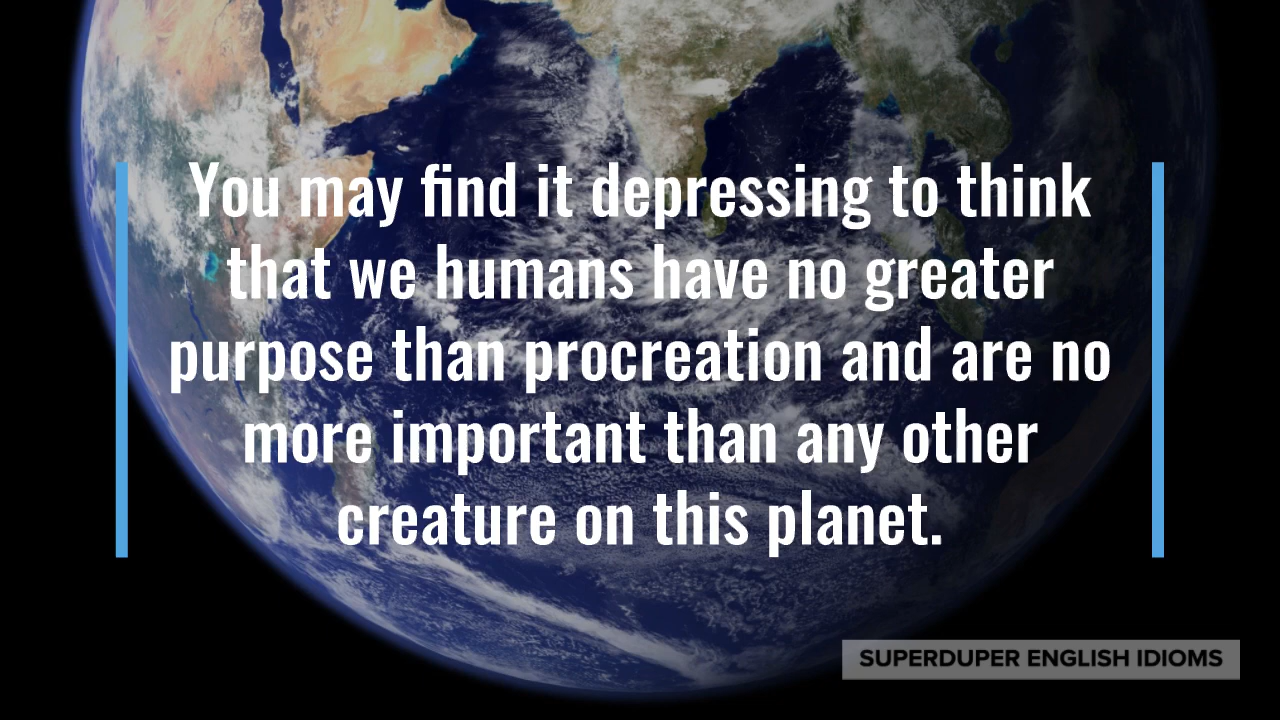 You may find it depressing to think
that we humans have no greater
purpose than procreation and are no
more important than any other
creature on this planet.
SUPERDUPER ENGLISH IDIOMS